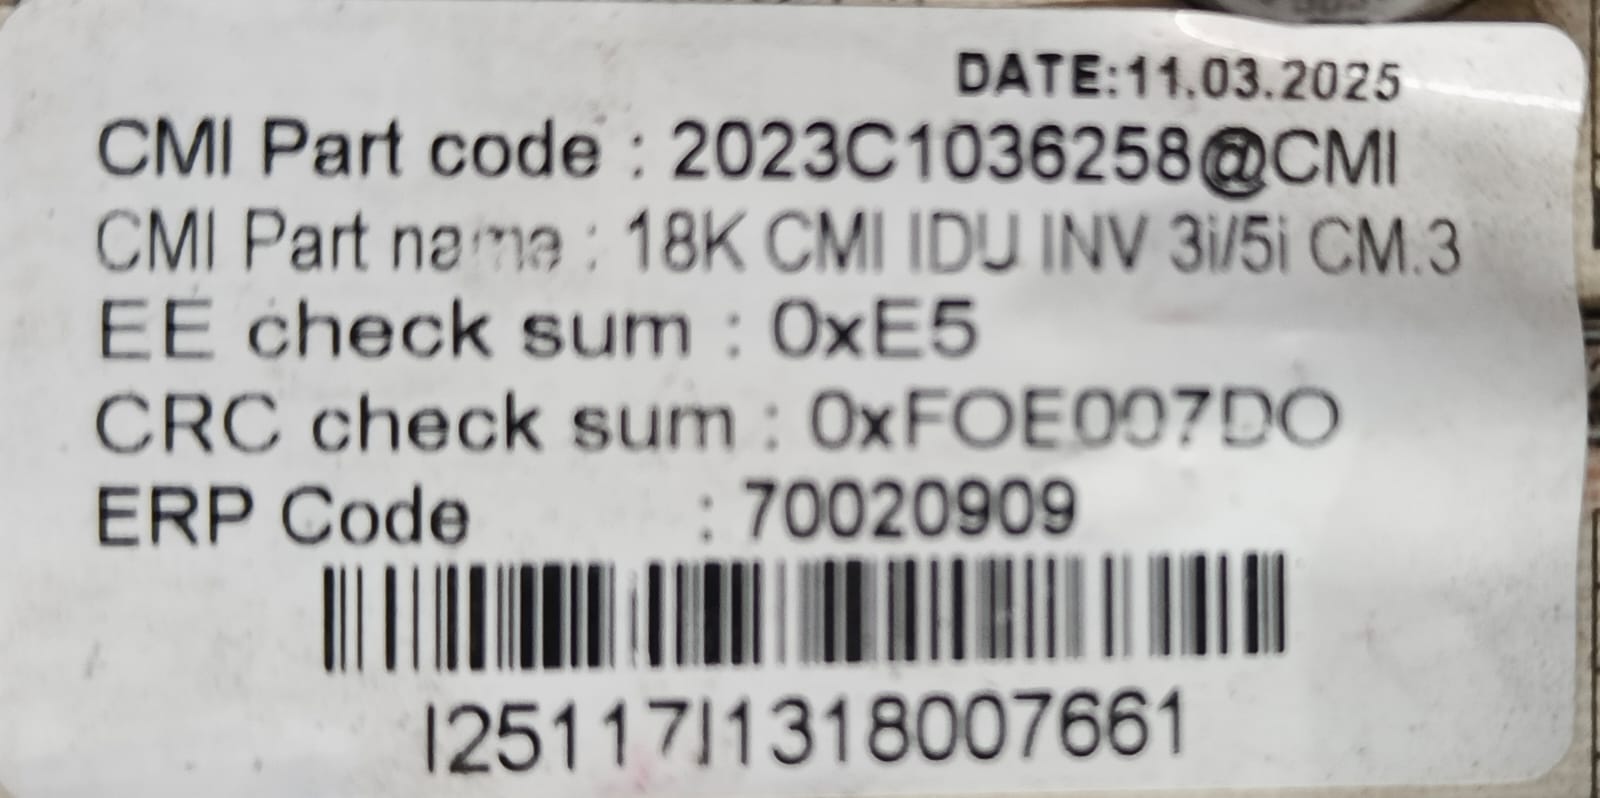 DATE:11.03.2025
CMI Part code : 2023C1036258@CMI
CMI Part name : 18K CMI IDU INV 3i/5i CM.3
EE check sum : 0xE5
CRC check sum : 0xFOE007DO
ERP Code : 70020909
I25117I1318007661